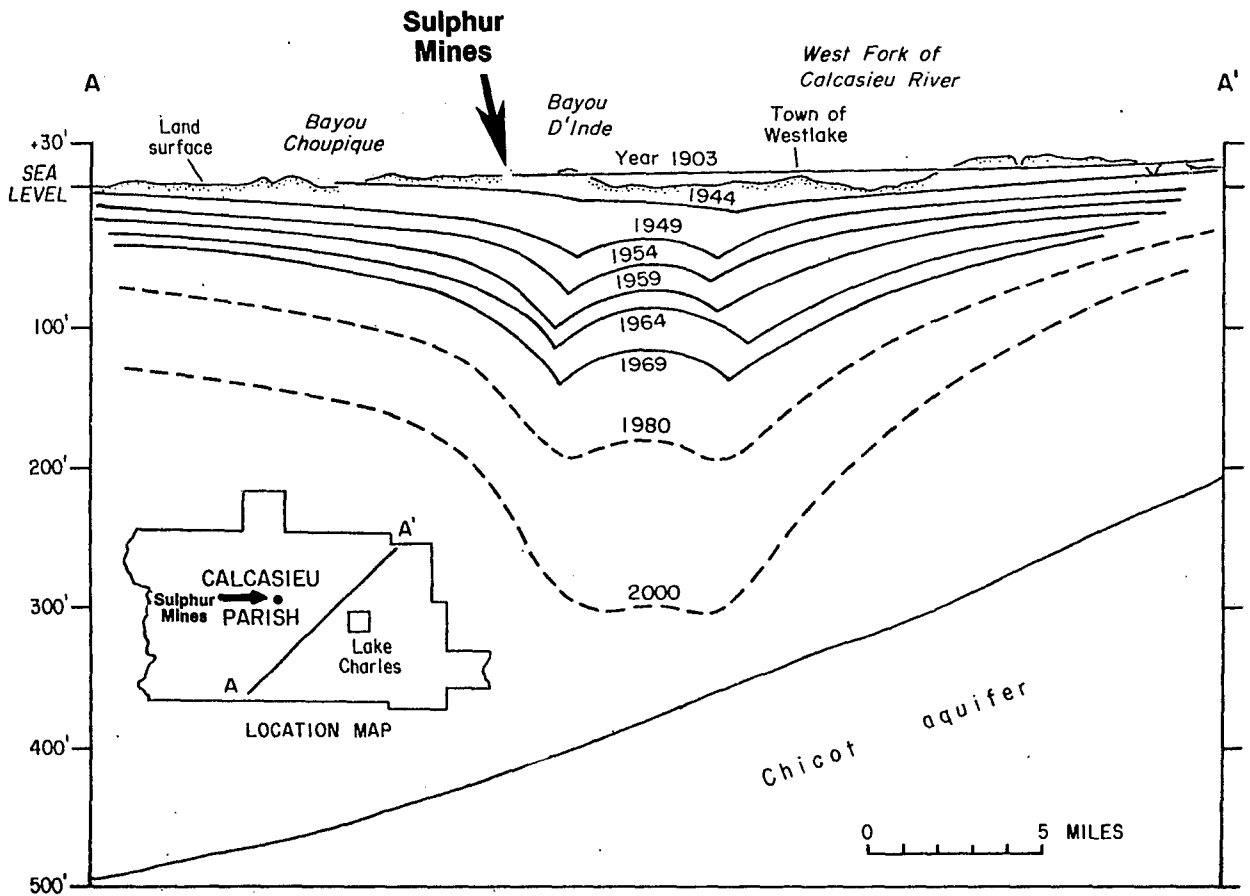 Sulphur
Mines
A
A'
West Fork of
Calcasieu River
Bayou
D'Inde
Town of
Westlake
Bayou
Choupique
Land
surface
+30'
SEA
LEVEL
Year 1903
1944
1949
1954
1959
1964
1969
1980
2000
100'
200'
300'
400'
500'
A'
CALCASIEU
Sulphur
Mines
PARISH
Lake
Charles
A
LOCATION MAP
Chicot aquifer
0 5 MILES